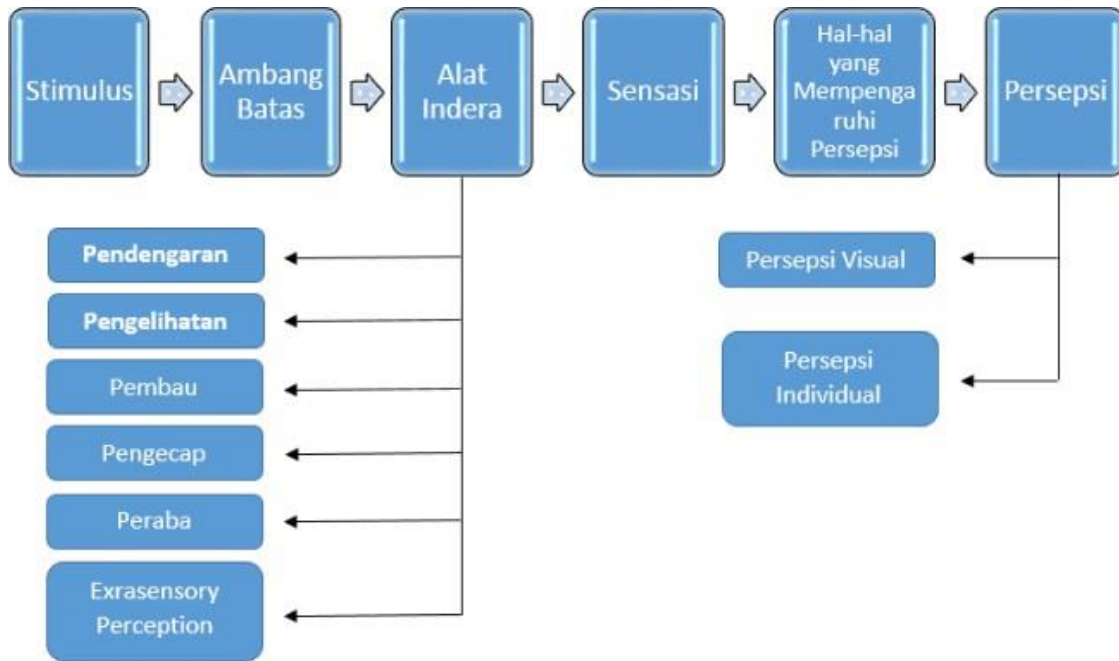 Stimulus
Ambang
Batas
Alat
Indera
Sensasi
Hal-hal
yang
Mempenga
ruhi
Persepsi
Persepsi
Pendengaran
Pengelihatan
Pembau
Pengecap
Peraba
Exrasensory
Perception
Persepsi Visual
Persepsi
Individual